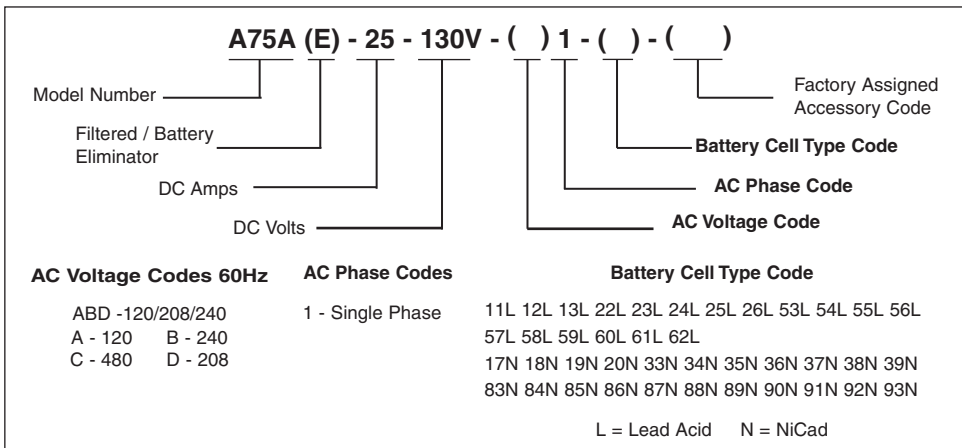 A75A (E) - 25 - 130V - ( ) 1 - ( ) - ( )
Model Number
Factory Assigned
Accessory Code
Filtered / Battery
Eliminator
Battery Cell Type Code
DC Amps
AC Phase Code
DC Volts
AC Voltage Code
AC Voltage Codes 60Hz
ABD -120/208/240
A - 120 B - 240
C - 480 D - 208
AC Phase Codes
1 - Single Phase
Battery Cell Type Code
11L 12L 13L 22L 23L 24L 25L 26L 53L 54L 55L 56L
57L 58L 59L 60L 61L 62L
17N 18N 19N 20N 33N 34N 35N 36N 37N 38N 39N
83N 84N 85N 86N 87N 88N 89N 90N 91N 92N 93N
L = Lead Acid N = NiCad